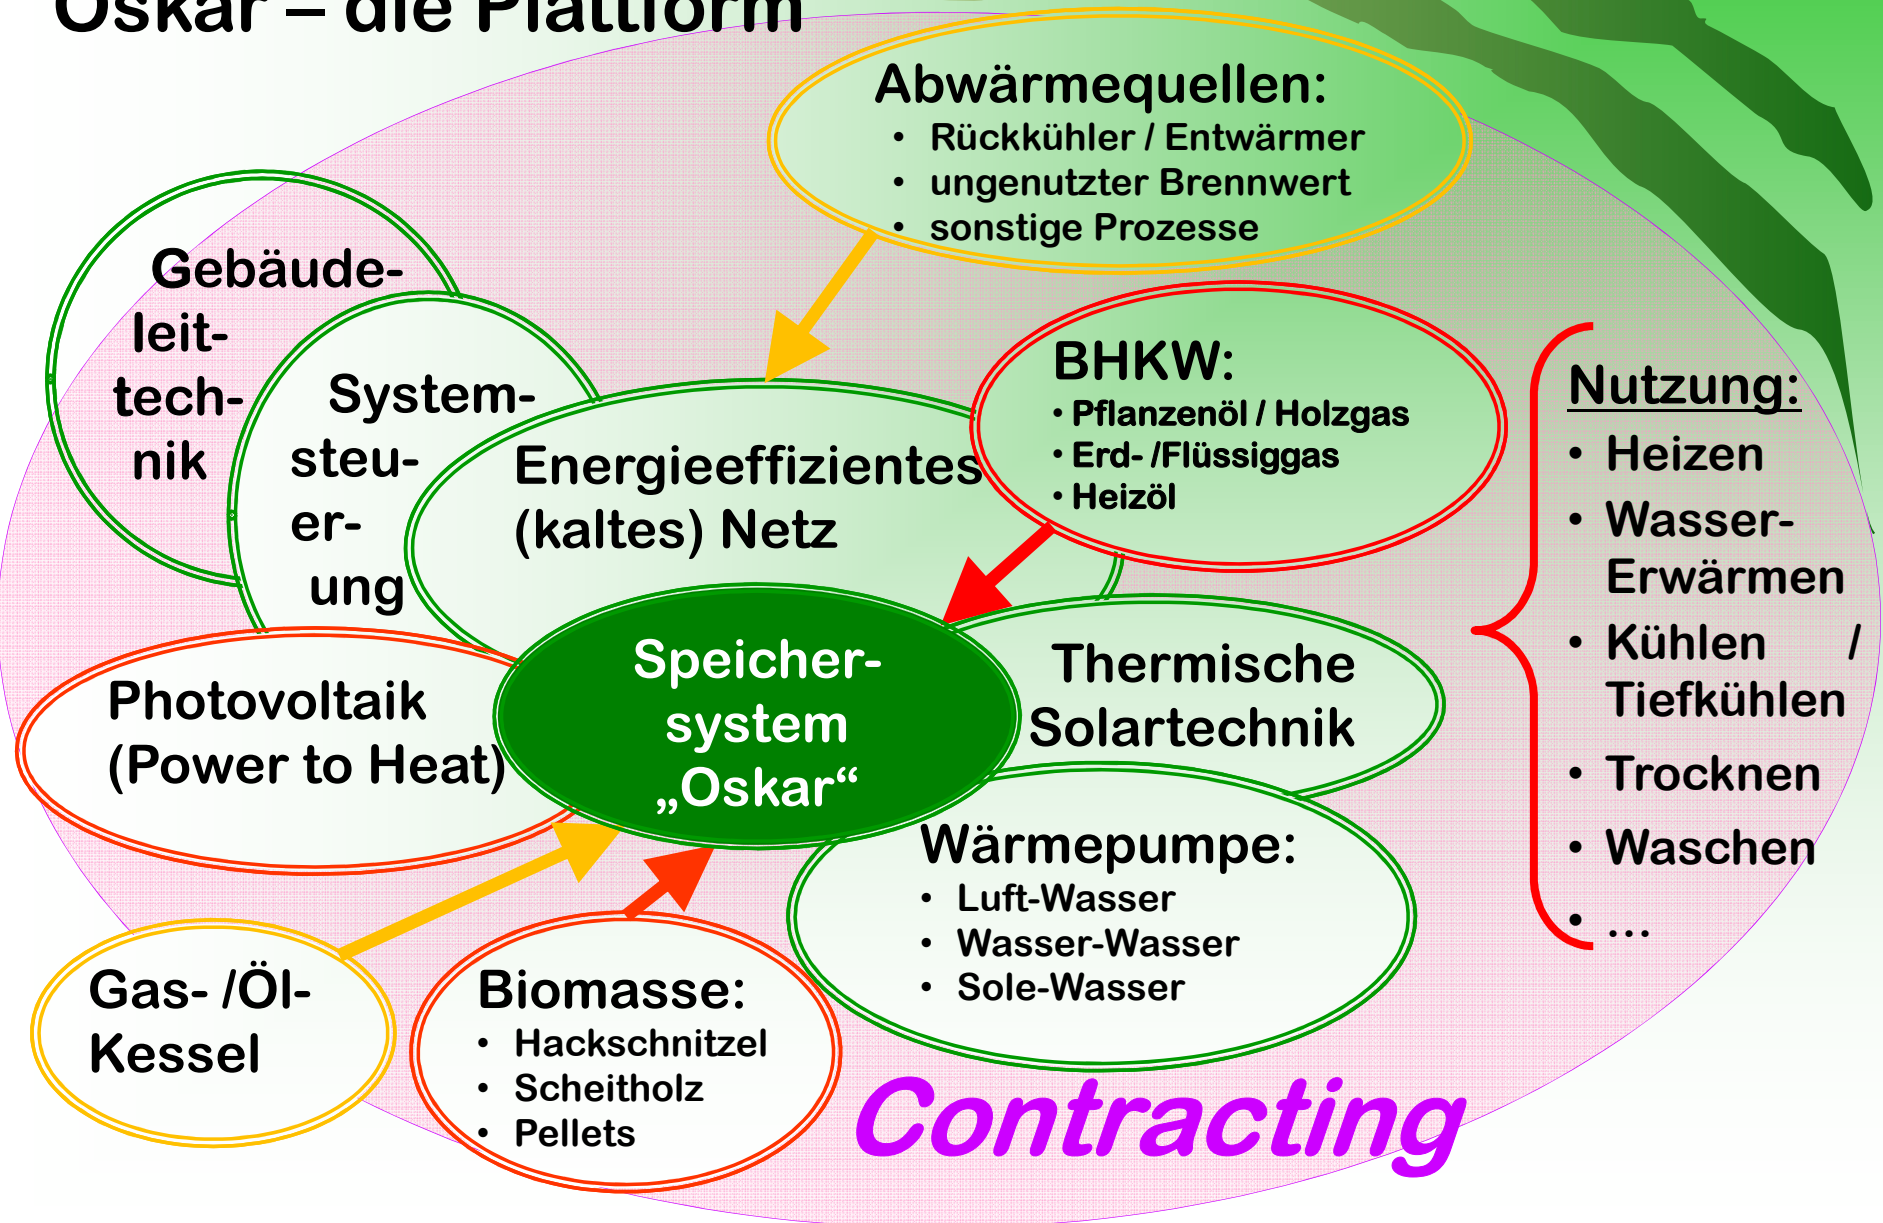 Oskar – die Plattform
Abwärmequellen:
• Rückkühler / Entwärmer
• ungenutzter Brennwert
• sonstige Prozesse
Gebäude-
leit-
tech-
nik
System-
steu-
er-
ung
Energieeffizientes
(kaltes) Netz
BHKW:
• Pflanzenöl / Holzgas
• Erd- /Flüssiggas
• Heizöl
Nutzung:
• Heizen
• Wasser-
Erwärmen
• Kühlen /
Tiefkühlen
• Trocknen
• Waschen
• ...
Photovoltaik
(Power to Heat)
Speicher-
system
„Oskar“
Thermische
Solartechnik
Wärmepumpe:
• Luft-Wasser
• Wasser-Wasser
• Sole-Wasser
Gas- /Öl-
Kessel
Biomasse:
• Hackschnitzel
• Scheitholz
• Pellets
Contracting